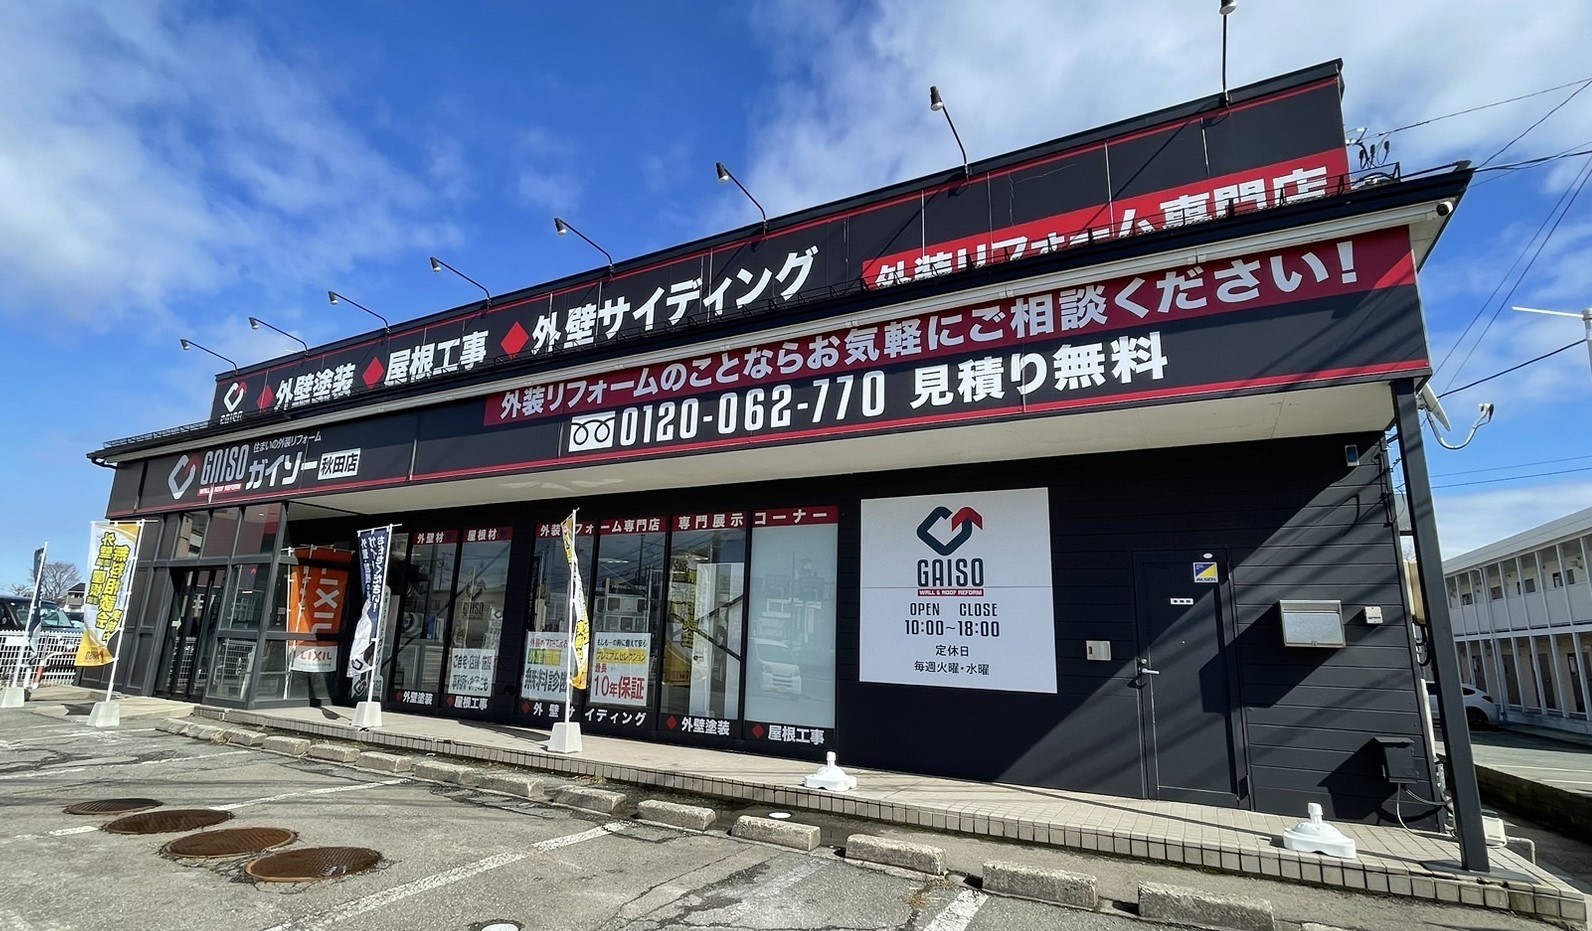 外装リフォーム専門店
GAISO
◆外壁塗装 ◆屋根工事 ◆外壁サイディング
外装リフォームのことならお気軽にご相談ください!
0120-062-770 見積り無料
住まいの外装リフォーム
GAISO ガイソー 秋田店
WALL & ROOF REFORM
外壁材
屋根材
外装リフォーム専門店
専門展示コーナー
GAISO
10年保証
LIXIL
◆外壁塗装
◆屋根工事
◆外壁サイディング
◆外壁塗装
◆屋根工事
GAISO
WALL & ROOF REFORM
OPEN CLOSE
10:00~18:00
定休日
毎週火曜・水曜
ALSOK